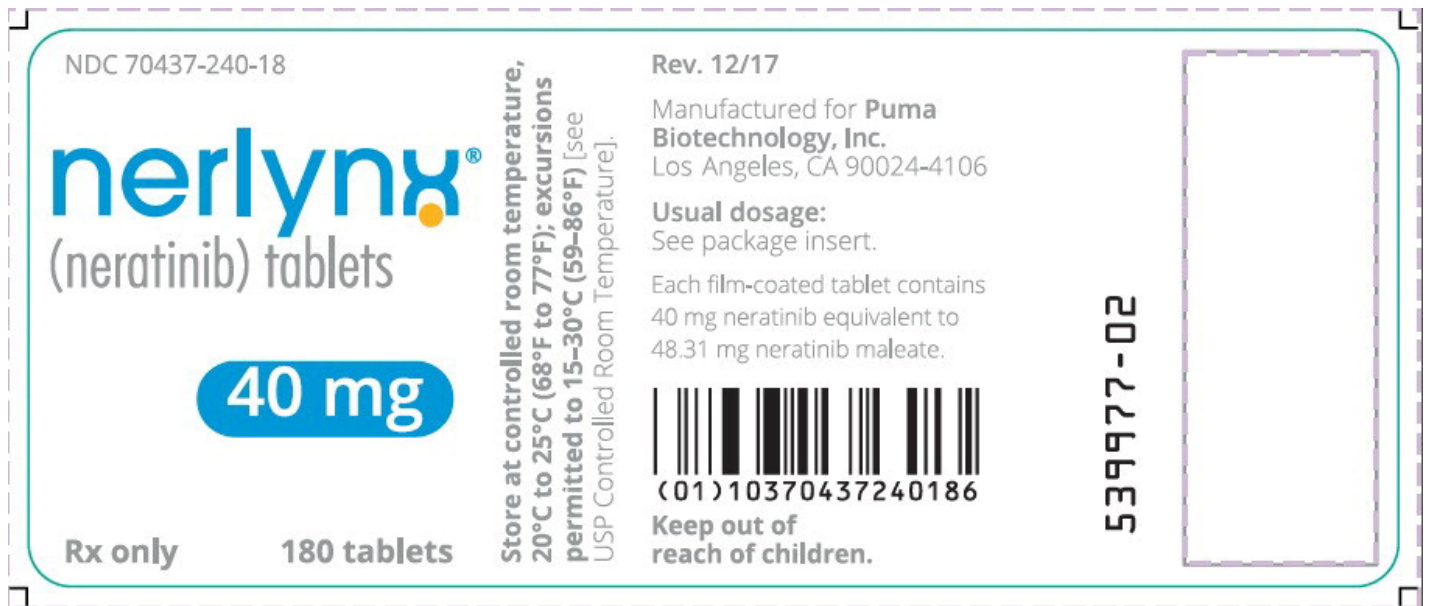 NDC 70437-240-18
nerlynx®
(neratinib) tablets
40 mg
Rx only 180 tablets
Store at controlled room temperature,
20°C to 25°C (68°F to 77°F); excursions
permitted to 15–30°C (59–86°F) [see
USP Controlled Room Temperature].
Rev. 12/17
Manufactured for Puma
Biotechnology, Inc.
Los Angeles, CA 90024-4106
Usual dosage:
See package insert.
Each film-coated tablet contains
40 mg neratinib equivalent to
48.31 mg neratinib maleate.
(01)10370437240186
Keep out of
reach of children.
539977-02